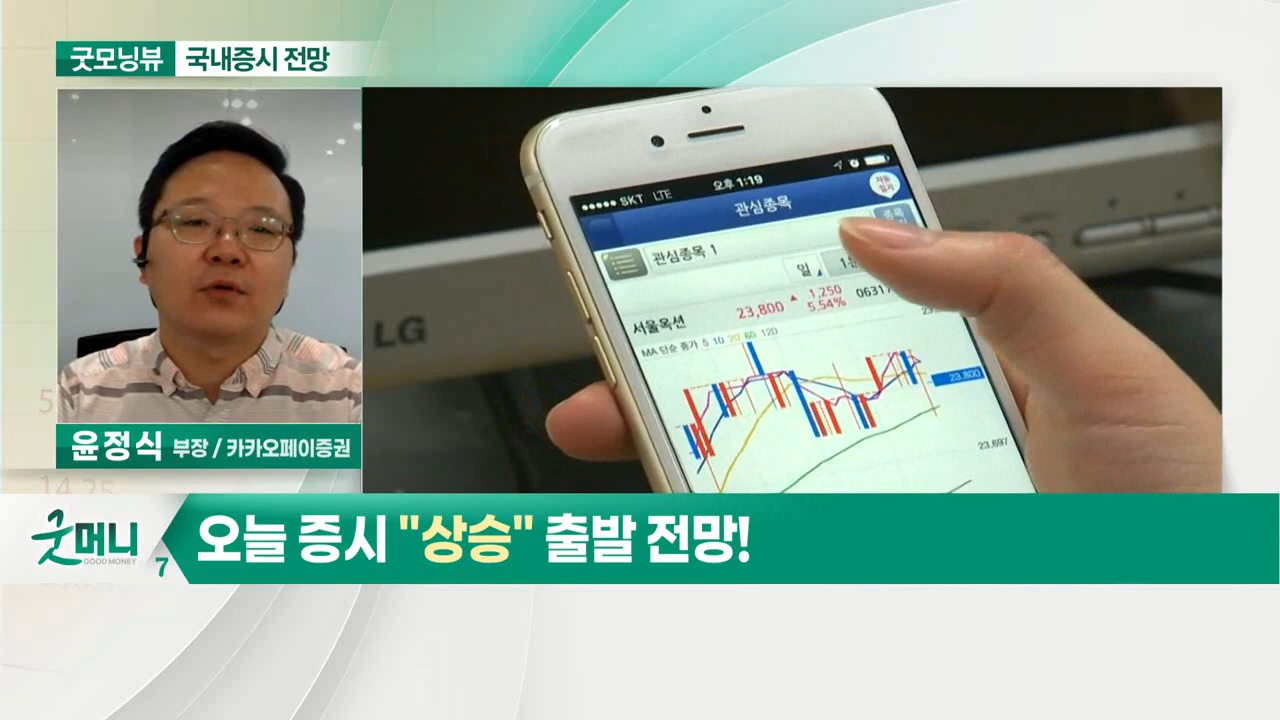 굿모닝뷰 국내증시 전망
SKT LTE 오후 1:19
관심종목
관심종목 1
일
서울옥션 23,800 ▲ 1,250 5.54%
MA 단순 종가 5 10 20 60 120
23,800
23,697
LG
윤정식 부장 / 카카오페이증권
굿머니
GOOD MONEY
7
오늘 증시 "상승" 출발 전망!